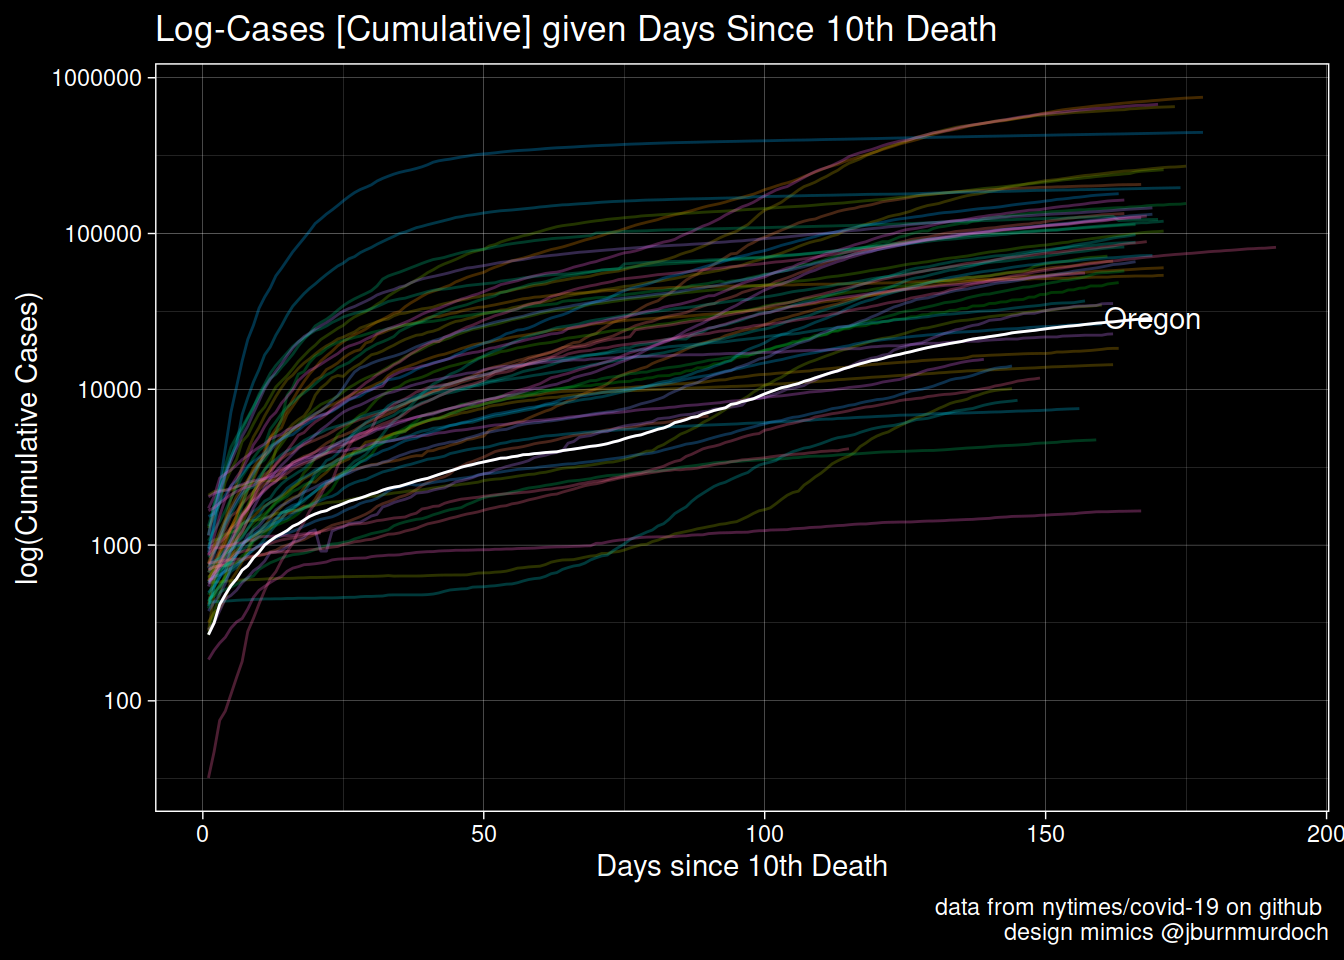 Log-Cases [Cumulative] given Days Since 10th Death
1000000
100000
10000
1000
100
log(Cumulative Cases)
Oregon
0 50 100 150 200
Days since 10th Death
data from nytimes/covid-19 on github
design mimics @jburnmurdoch